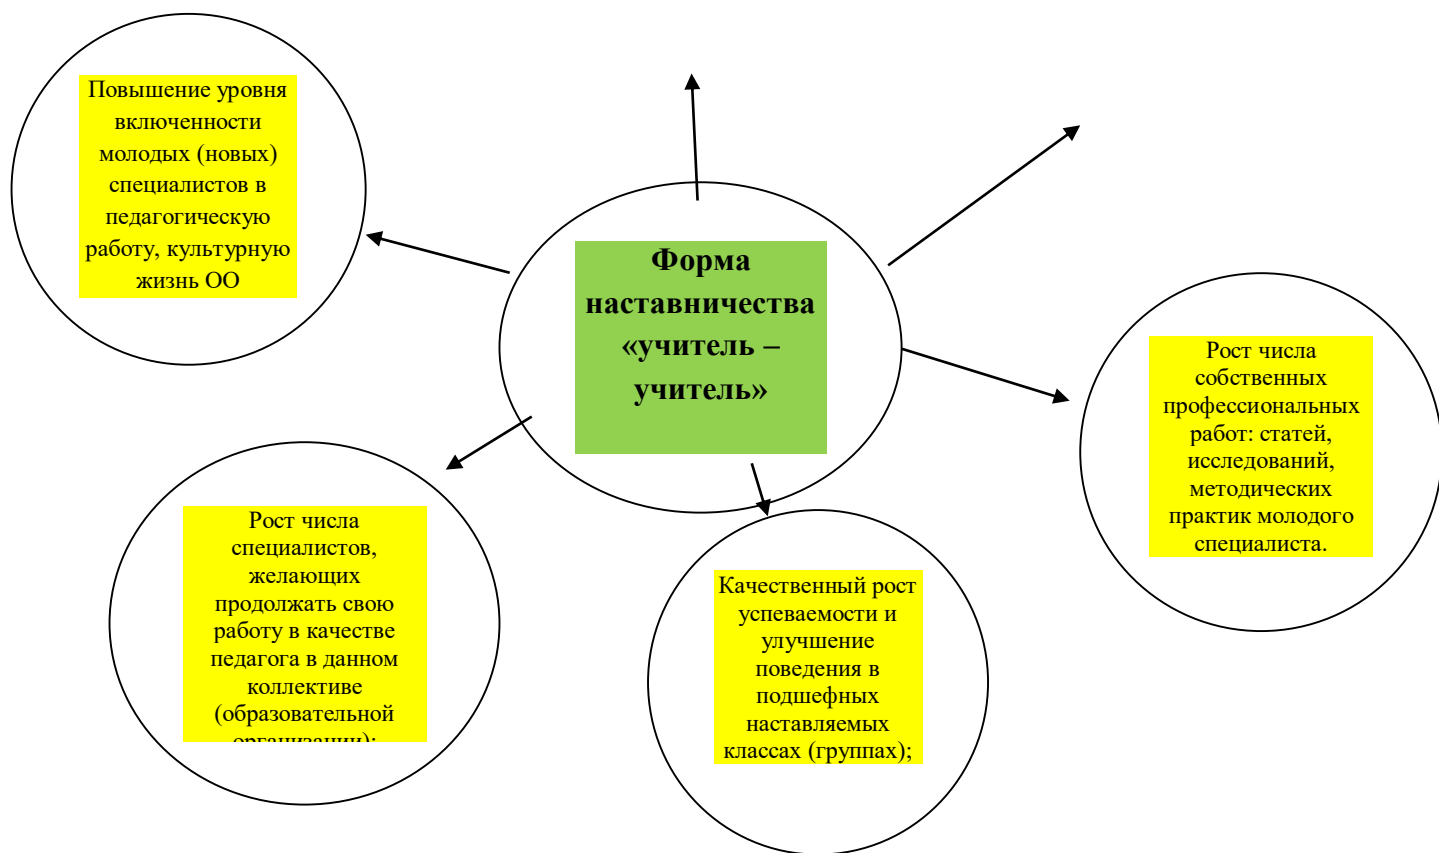 Повышение уровня
включенности
молодых (новых)
специалистов в
педагогическую
работу, культурную
жизнь ОО
Форма
наставничества
«учитель –
учитель»
Рост числа
собственных
профессиональных
работ: статей,
исследований,
методических
практик молодого
специалиста.
Рост числа
специалистов,
желающих
продолжать свою
работу в качестве
педагога в данном
коллективе
(образовательной
организации);
Качественный рост
успеваемости и
улучшение
поведения в
подшефных
наставляемых
классах (группах);